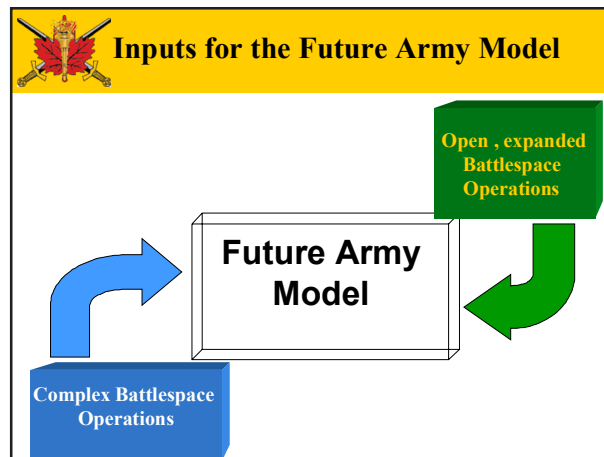 Inputs for the Future Army Model
Open , expanded
Battlespace
Operations
Future Army
Model
Complex Battlespace
Operations